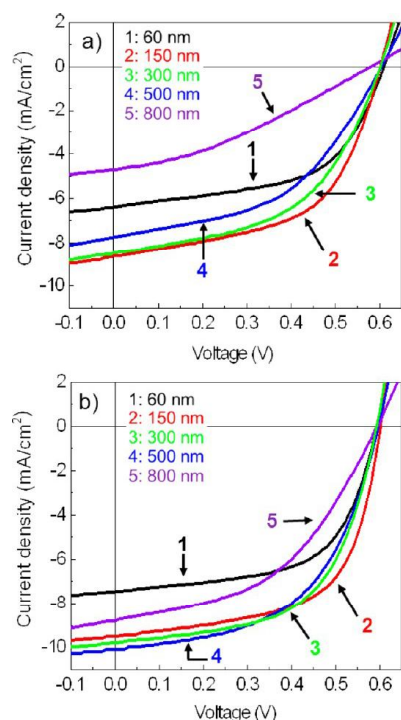 a)
1: 60 nm
2: 150 nm
3: 300 nm
4: 500 nm
5: 800 nm
Current density (mA/cm²)
2
0
-2
-4
-6
-8
-10
5
1
3
4
2
-0.1 0.0 0.1 0.2 0.3 0.4 0.5 0.6
Voltage (V)
b)
1: 60 nm
2: 150 nm
3: 300 nm
4: 500 nm
5: 800 nm
Current density (mA/cm²)
2
0
-2
-4
-6
-8
-10
5
1
2
4
3
-0.1 0.0 0.1 0.2 0.3 0.4 0.5 0.6
Voltage (V)